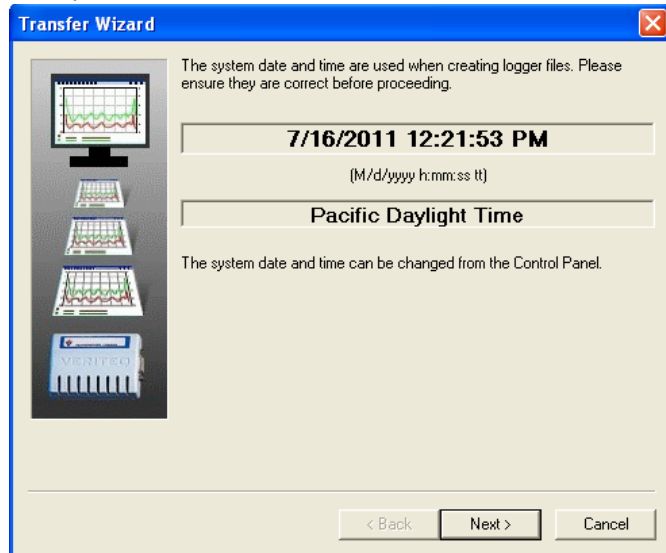 Transfer Wizard
The system date and time are used when creating logger files. Please
ensure they are correct before proceeding.
7/16/2011 12:21:53 PM
(M/d/yyyy h:mm:ss tt)
Pacific Daylight Time
The system date and time can be changed from the Control Panel.
VERITEQ
< Back
Next >
Cancel